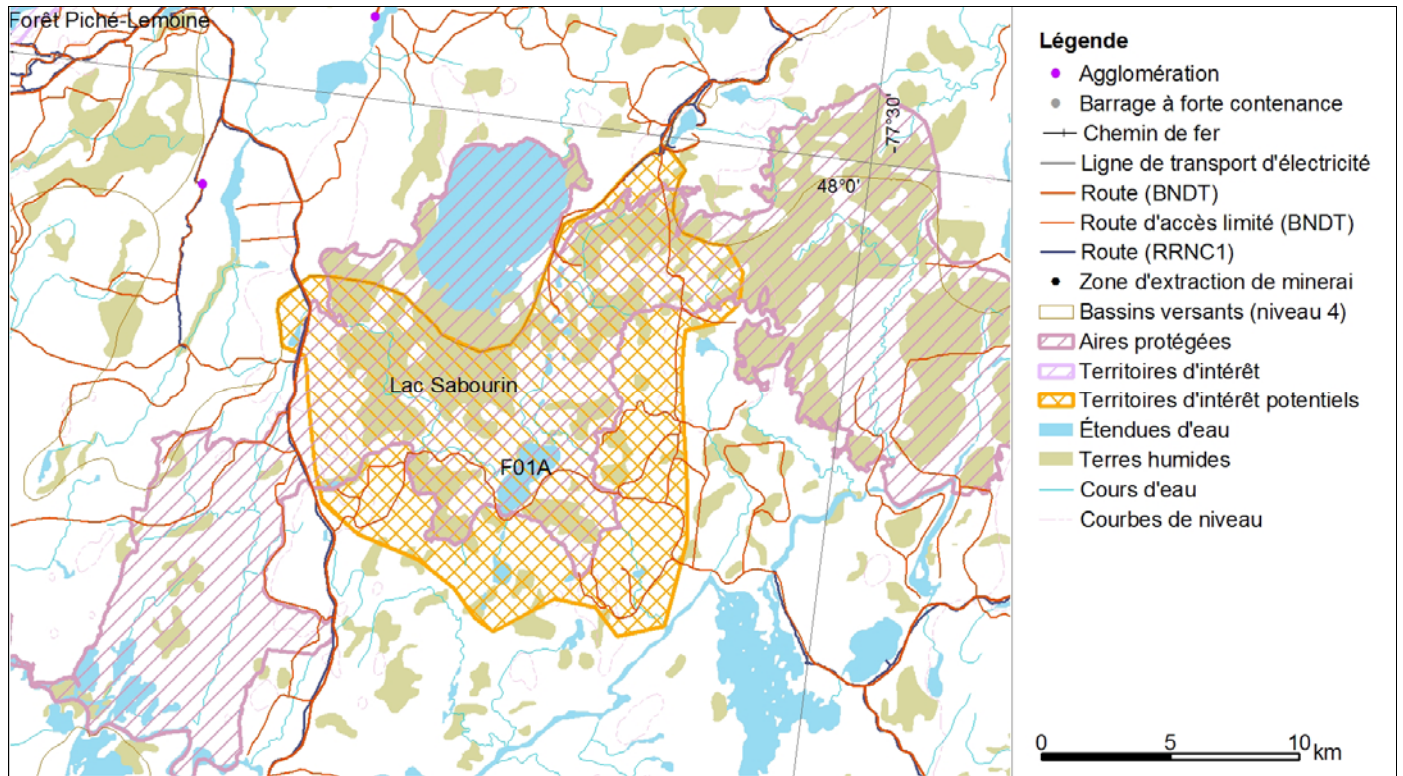 Forêt Piché-Lemoine
-77°30'
48°0'
Lac Sabourin
F01A
Légende
Agglomération
Barrage à forte contenance
Chemin de fer
Ligne de transport d'électricité
Route (BNDT)
Route d'accès limité (BNDT)
Route (RRNC1)
Zone d'extraction de minerai
Bassins versants (niveau 4)
Aires protégées
Territoires d'intérêt
Territoires d'intérêt potentiels
Étendues d'eau
Terres humides
Cours d'eau
Courbes de niveau
0 5 10 km